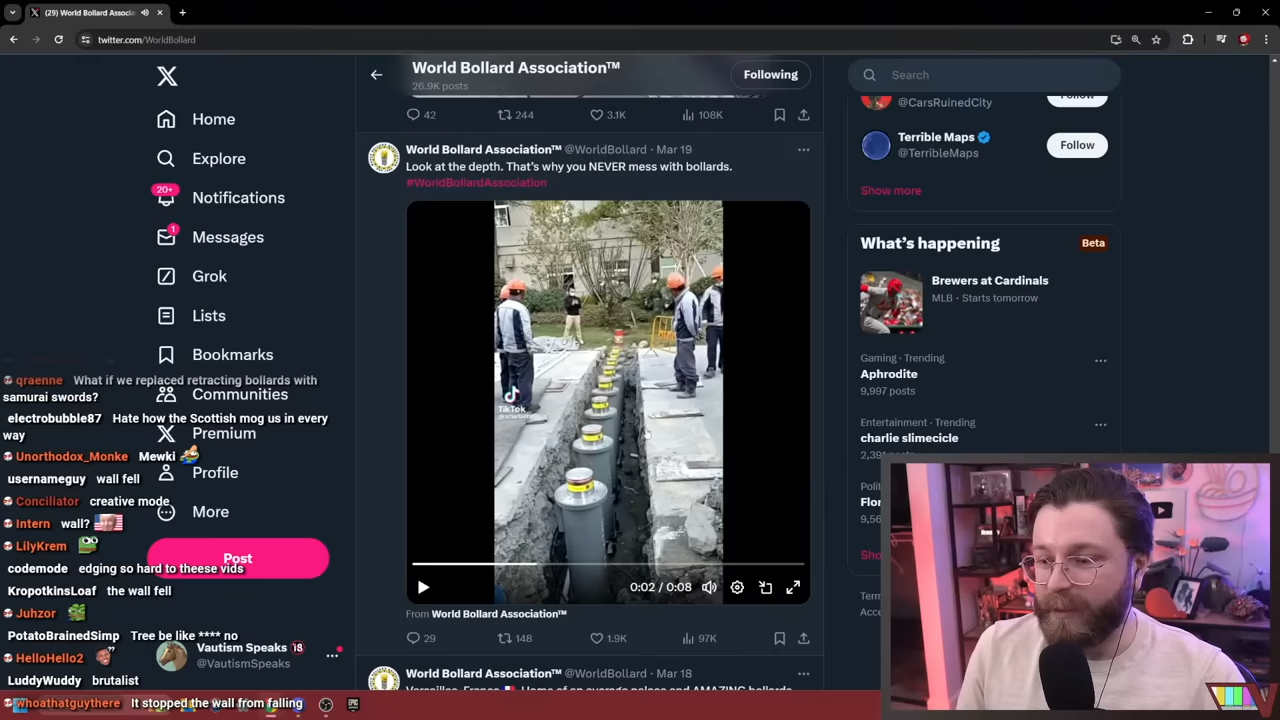 (29) World Bollard Associa
twitter.com/WorldBollard
World Bollard Association™
26.9K posts
Following
Search
Home
Explore
20+
Notifications
1
Messages
Grok
Lists
Bookmarks
Communities
Premium
Profile
More
Post
Vautism Speaks
@VautismSpeaks
42
244
3.1K
108K
World Bollard Association™ @WorldBollard · Mar 19
Look at the depth. That's why you NEVER mess with bollards.
#WorldBollardAssociation
TikTok
0:02 / 0:08
From World Bollard Association™
29
148
1.9K
97K
World Bollard Association™ @WorldBollard · Mar 18
@CarsRuinedCity
Follow
Terrible Maps
@TerribleMaps
Follow
Show more
What's happening
Beta
Brewers at Cardinals
MLB · Starts tomorrow
Gaming · Trending
Aphrodite
9,997 posts
Entertainment · Trending
charlie slimecicle
qraenne What if we replaced retracting bollards with
samurai swords?
electrobubble87 Hate how the Scottish mog us in every
way
Unorthodox_Monke Mewki
usernameguy wall fell
Conciliator creative mode
Intern wall?
LilyKrem
codemode edging so hard to theese vids
KropotkinsLoaf the wall fell
Juhzor
PotatoBrainedSimp Tree be like **** no
HelloHello2
LuddyWuddy brutalist
whoathatguythere It stopped the wall from falling